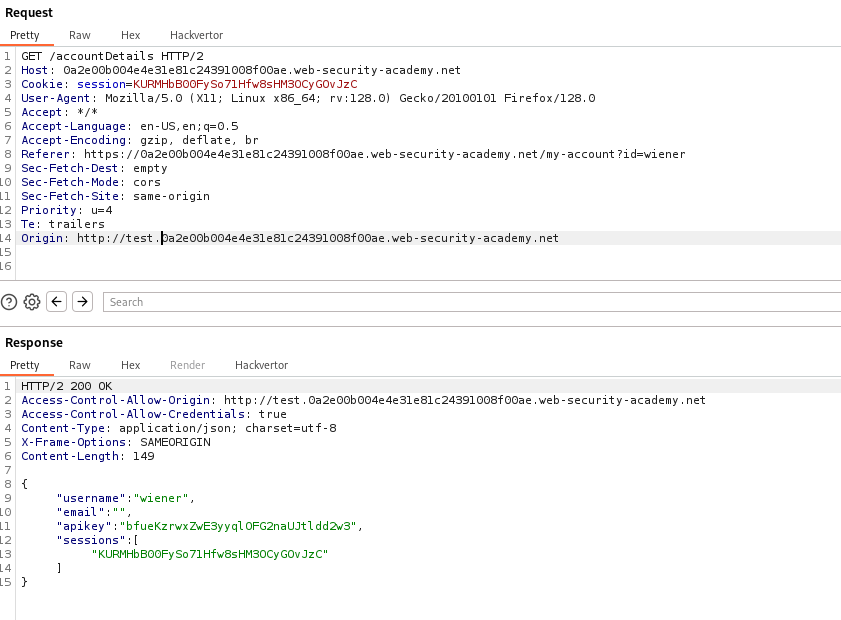 Request
Pretty Raw Hex Hackvertor
1 GET /accountDetails HTTP/2
2 Host: 0a2e00b004e4e31e81c24391008f00ae.web-security-academy.net
3 Cookie: session=KURMHbB00FySo71Hfw8sHM3OCyGOvJzC
4 User-Agent: Mozilla/5.0 (X11; Linux x86_64; rv:128.0) Gecko/20100101 Firefox/128.0
5 Accept: */*
6 Accept-Language: en-US,en;q=0.5
7 Accept-Encoding: gzip, deflate, br
8 Referer: https://0a2e00b004e4e31e81c24391008f00ae.web-security-academy.net/my-account?id=wiener
9 Sec-Fetch-Dest: empty
10 Sec-Fetch-Mode: cors
11 Sec-Fetch-Site: same-origin
12 Priority: u=4
13 Te: trailers
14 Origin: http://test.0a2e00b004e4e31e81c24391008f00ae.web-security-academy.net
15
16
Search
Response
Pretty Raw Hex Render Hackvertor
1 HTTP/2 200 OK
2 Access-Control-Allow-Origin: http://test.0a2e00b004e4e31e81c24391008f00ae.web-security-academy.net
3 Access-Control-Allow-Credentials: true
4 Content-Type: application/json; charset=utf-8
5 X-Frame-Options: SAMEORIGIN
6 Content-Length: 149
7
8 {
9 "username":"wiener",
10 "email":"",
11 "apikey":"bfueKzrwxZwE3yyqlOFG2naUJtldd2w3",
12 "sessions":[
13 "KURMHbB00FySo71Hfw8sHM3OCyGOvJzC"
14 ]
15 }